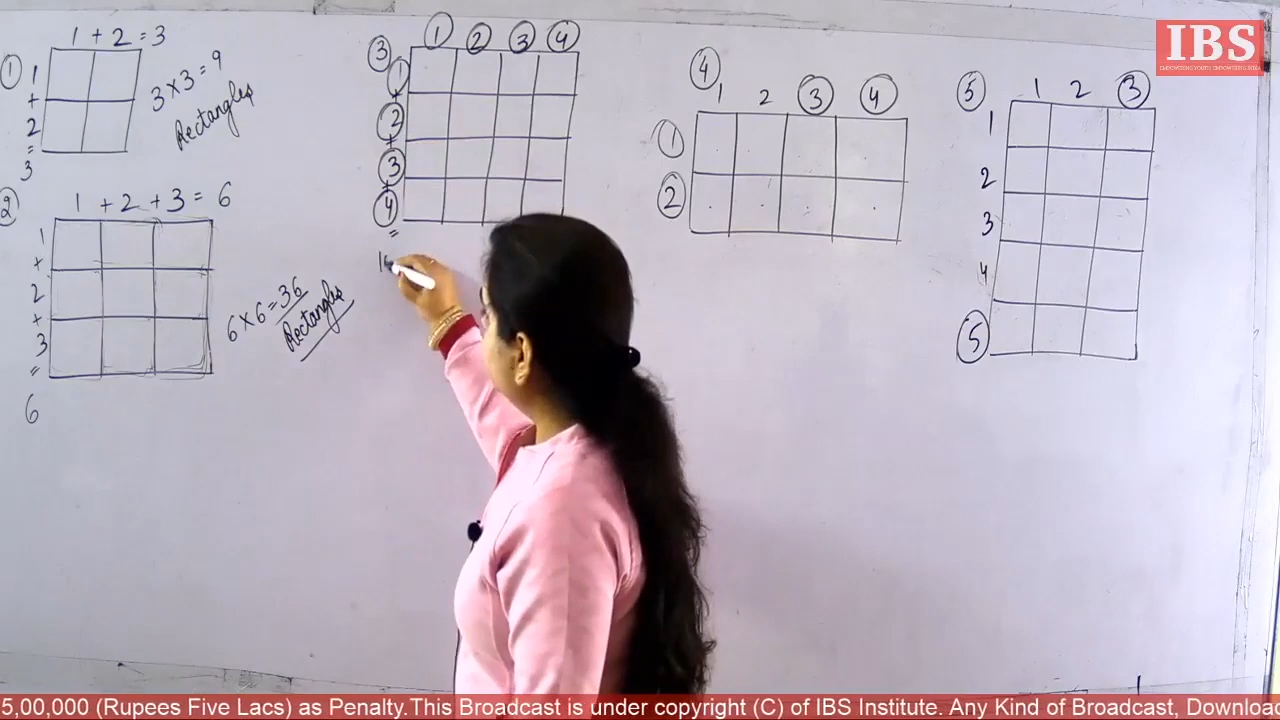 1 + 2 = 3
①
1
+
2
=
3
3 × 3 = 9
Rectangles
②
1 + 2 + 3 = 6
1
+
2
+
3
=
6
6 × 6 = 36
Rectangles
③
① ② ③ ④
①
+
②
+
③
+
④
=
④
1 2 ③ ④
①
②
⑤
1 2 ③
1
2
3
4
⑤
IBS
5,00,000 (Rupees Five Lacs) as Penalty.This Broadcast is under copyright (C) of IBS Institute. Any Kind of Broadcast, Downloa